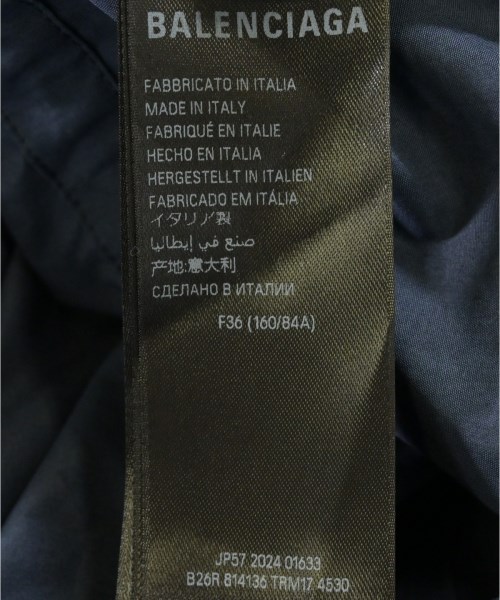 BALENCIAGA
FABBRICATO IN ITALIA
MADE IN ITALY
FABRIQUÉ EN ITALIE
HECHO EN ITALIA
HERGESTELLT IN ITALIEN
FABRICADO EM ITÁLIA
イタリア製
صنع في إيطاليا
产地:意大利
СДЕЛАНО В ИТАЛИИ
F36 (160/84A)
JP57 2024 01633
B26R 814136 TRM17 4530